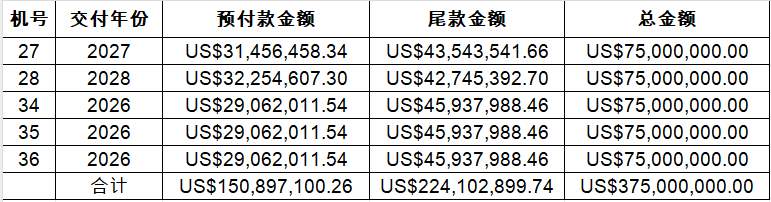 机号 交付年份 预付款金额 尾款金额 总金额
27 2027 US$31,456,458.34 US$43,543,541.66 US$75,000,000.00
28 2028 US$32,254,607.30 US$42,745,392.70 US$75,000,000.00
34 2026 US$29,062,011.54 US$45,937,988.46 US$75,000,000.00
35 2026 US$29,062,011.54 US$45,937,988.46 US$75,000,000.00
36 2026 US$29,062,011.54 US$45,937,988.46 US$75,000,000.00
合计 US$150,897,100.26 US$224,102,899.74 US$375,000,000.00